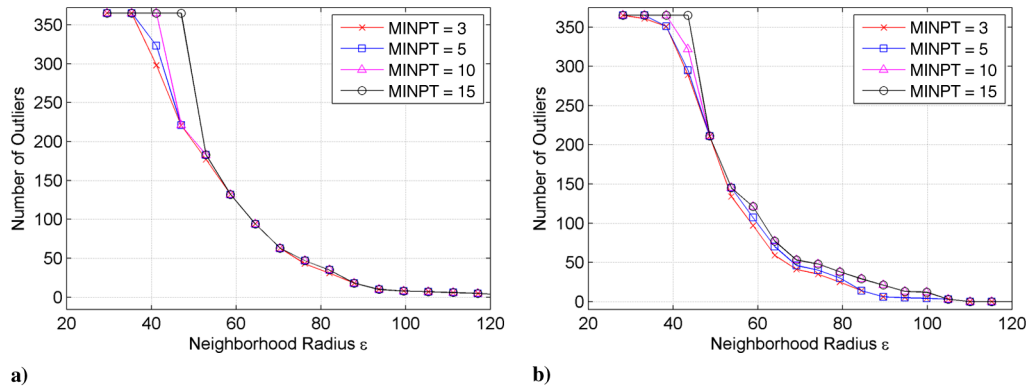 350
300
250
200
150
100
50
0
Number of Outliers
20 40 60 80 100 120
Neighborhood Radius ε
MINPT = 3
MINPT = 5
MINPT = 10
MINPT = 15
a)
350
300
250
200
150
100
50
0
Number of Outliers
20 40 60 80 100 120
Neighborhood Radius ε
MINPT = 3
MINPT = 5
MINPT = 10
MINPT = 15
b)